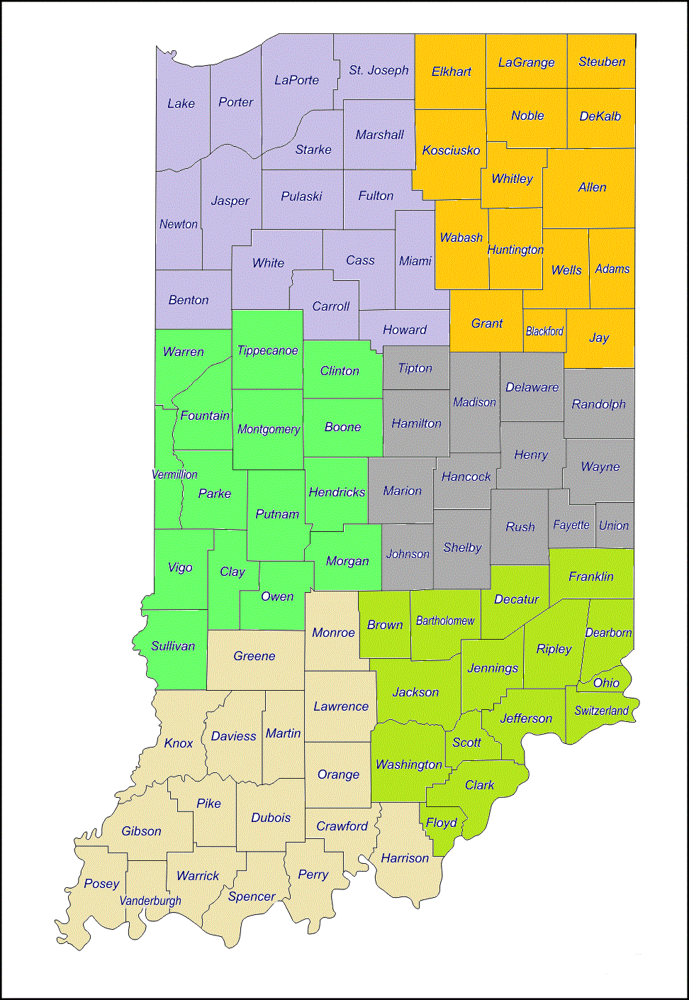 Steuben
LaGrange
St. Joseph
Elkhart
LaPorte
Porter
Lake
Noble
DeKalb
Marshall
Starke
Kosciusko
Whitley
Allen
Fulton
Pulaski
Jasper
Newton
Wabash
Huntington
Cass
Miami
White
Wells
Adams
Benton
Carroll
Howard
Grant
Blackford
Jay
Warren
Tippecanoe
Clinton
Tipton
Delaware
Madison
Randolph
Fountain
Montgomery
Boone
Hamilton
Henry
Wayne
Vermillion
Hancock
Parke
Hendricks
Marion
Putnam
Rush
Fayette
Union
Shelby
Johnson
Vigo
Clay
Morgan
Franklin
Owen
Decatur
Monroe
Brown
Bartholomew
Dearborn
Sullivan
Greene
Ripley
Jennings
Ohio
Jackson
Lawrence
Switzerland
Jefferson
Knox
Daviess
Martin
Scott
Washington
Orange
Clark
Pike
Dubois
Crawford
Floyd
Gibson
Harrison
Posey
Warrick
Perry
Vanderburgh
Spencer